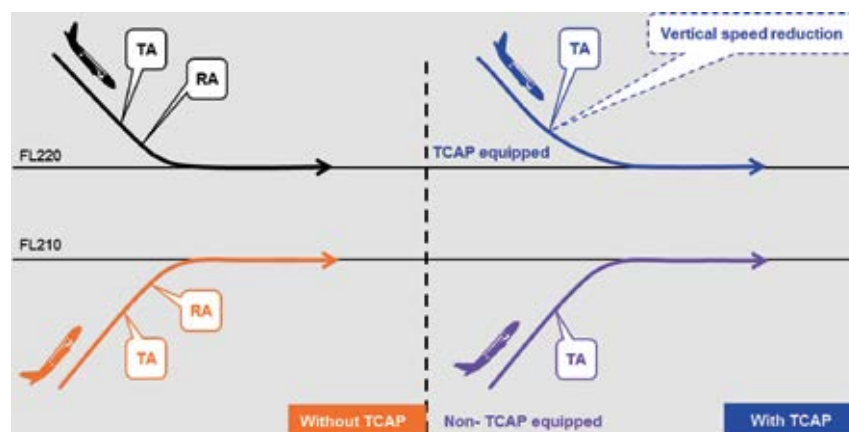 TA
RA
FL220
FL210
RA
TA
Without TCAP
Vertical speed reduction
TA
TCAP equipped
TA
Non- TCAP equipped
With TCAP